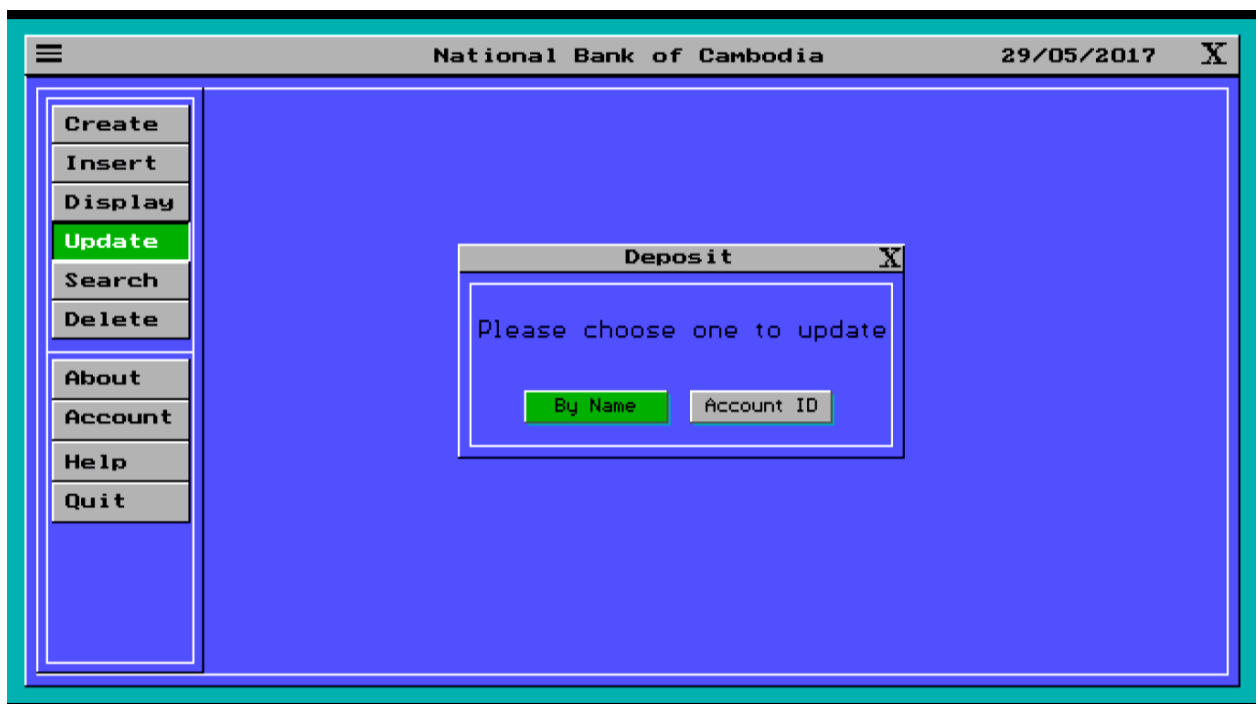 ☰ National Bank of Cambodia 29/05/2017 X
Create
Insert
Display
Update
Search
Delete
About
Account
Help
Quit
Deposit X
Please choose one to update
By Name Account ID